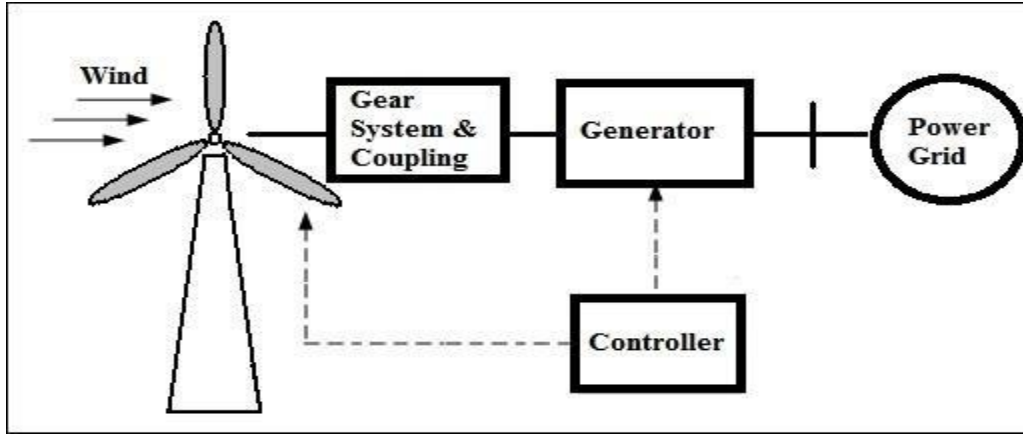 Wind
Gear
System &
Coupling
Generator
Power
Grid
Controller